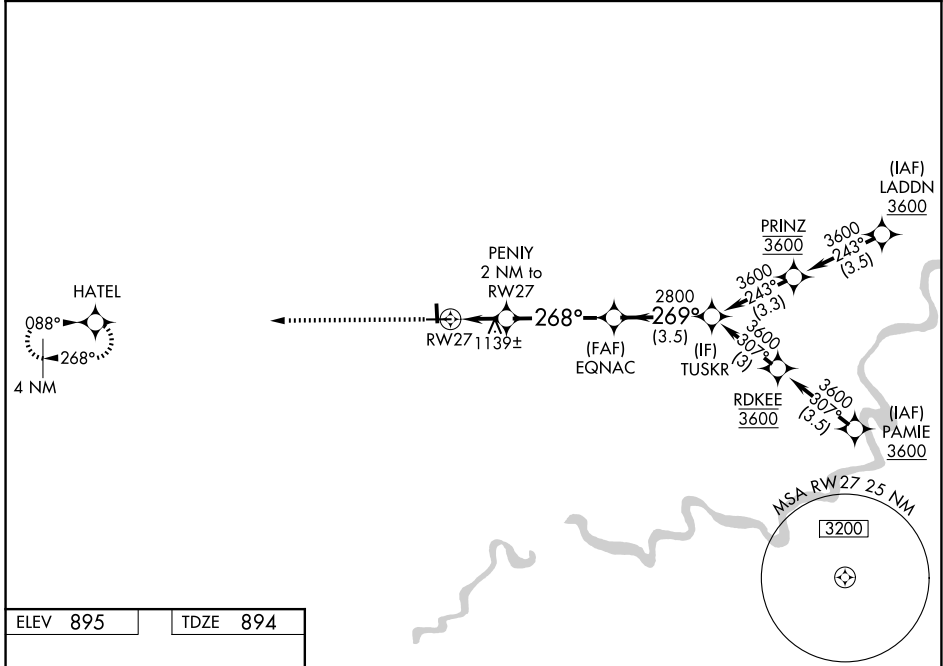 (IAF)
LADDN
3600
PRINZ
3600
3600
243°
(3.5)
3600
243°
(3.3)
PENIY
2 NM to
RW27
HATEL
088°
268°
4 NM
RW27
1139±
268°
(FAF)
EQNAC
2800
269°
(3.5)
(IF)
TUSKR
3600
307°
(3)
RDKEE
3600
3600
307°
(3.5)
(IAF)
PAMIE
3600
MSA RW27 25 NM
3200
ELEV 895
TDZE 894